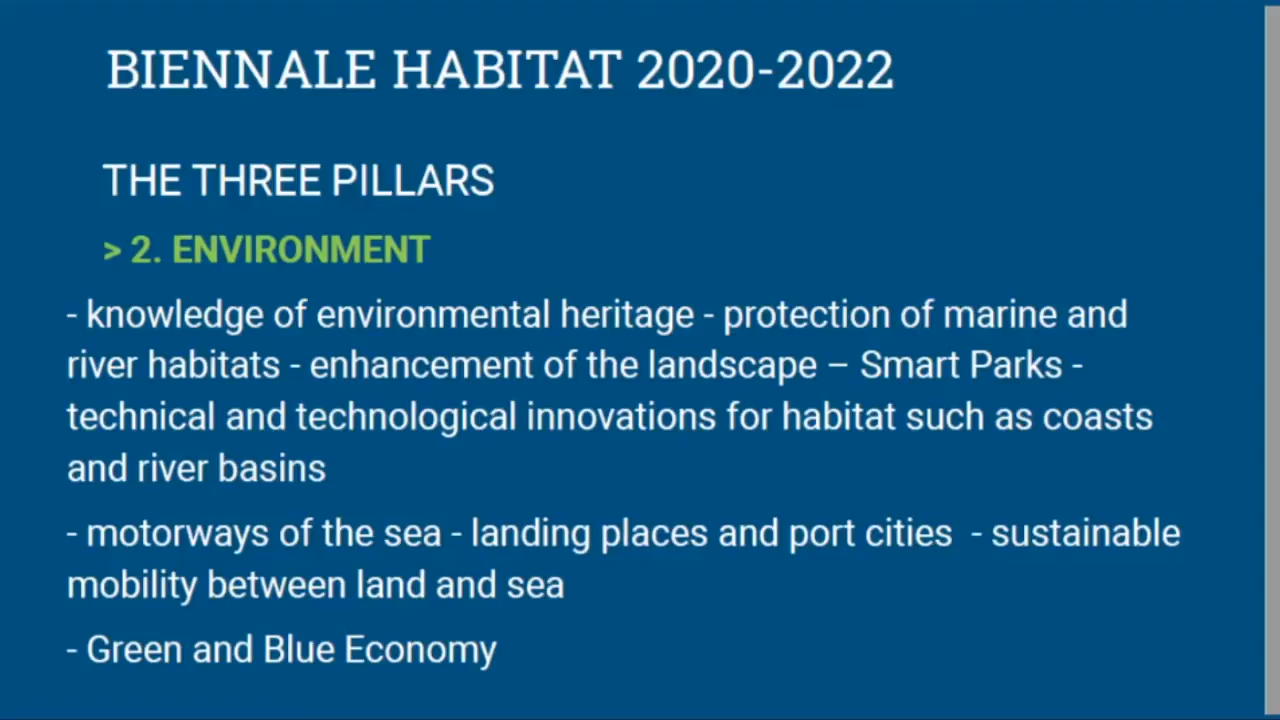 BIENNALE HABITAT 2020-2022
THE THREE PILLARS
> 2. ENVIRONMENT
- knowledge of environmental heritage - protection of marine and
river habitats - enhancement of the landscape – Smart Parks -
technical and technological innovations for habitat such as coasts
and river basins
- motorways of the sea - landing places and port cities  - sustainable
mobility between land and sea
- Green and Blue Economy